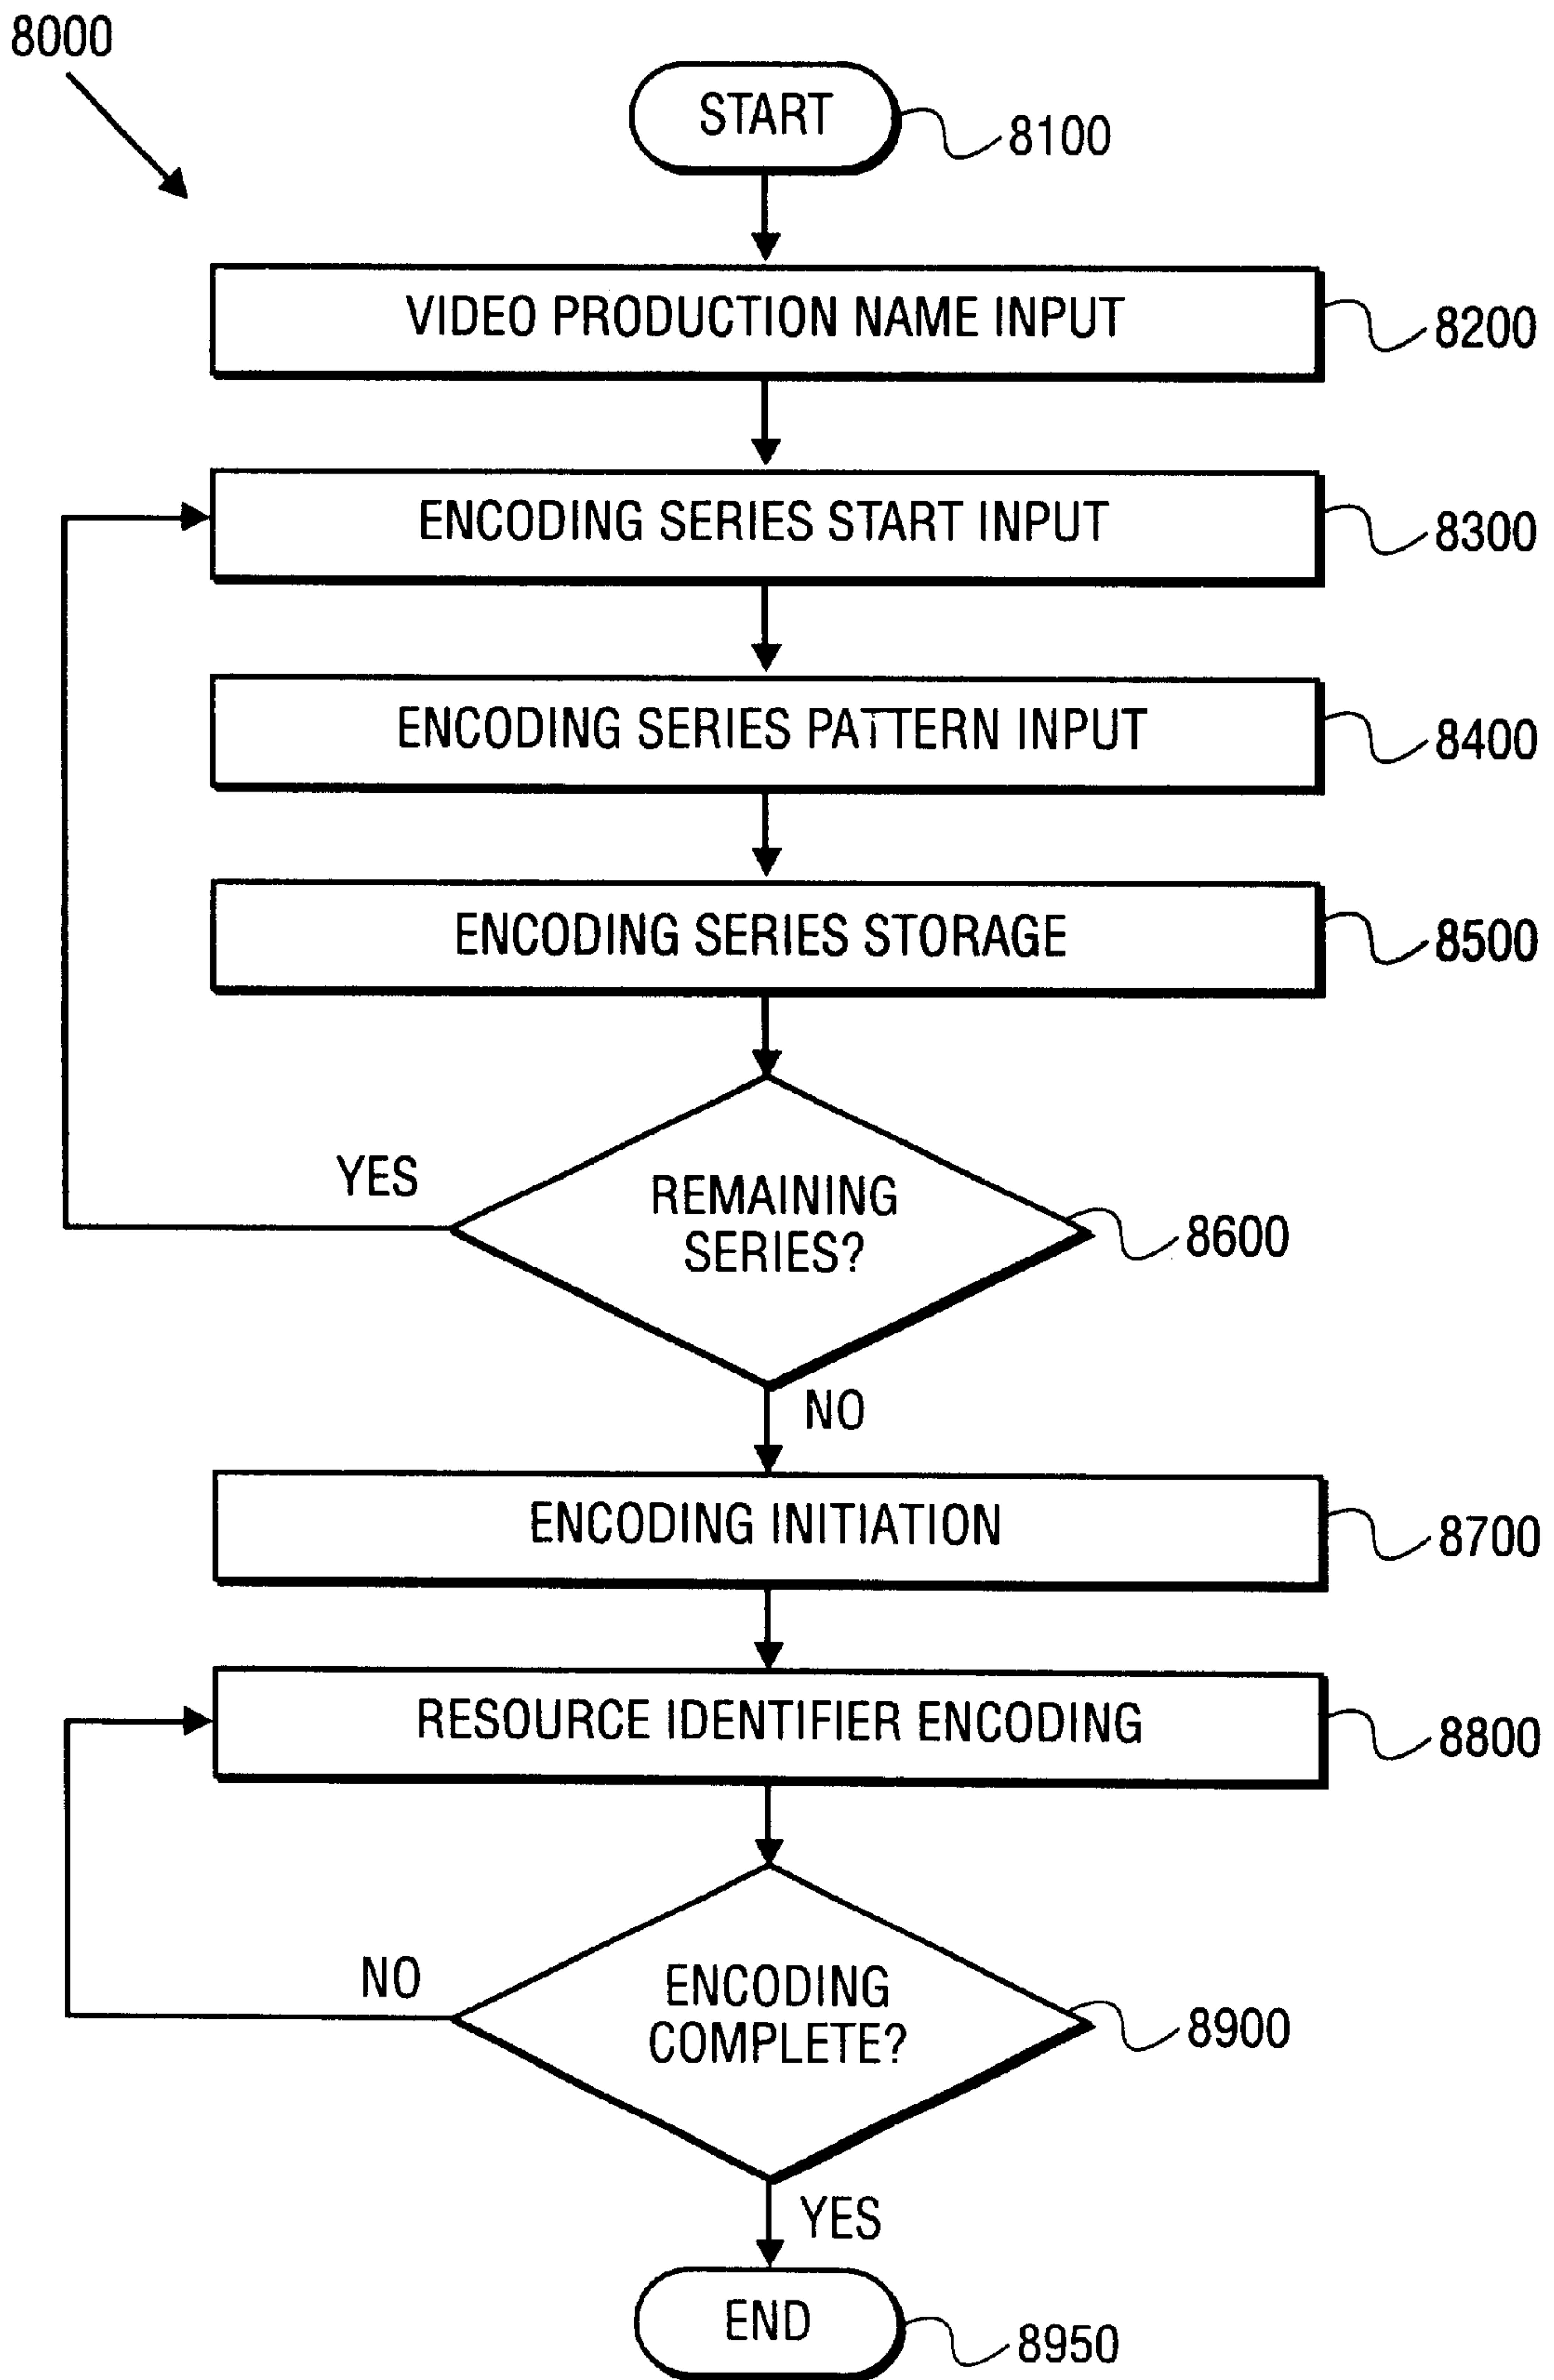 8000
START
8100
VIDEO PRODUCTION NAME INPUT
8200
ENCODING SERIES START INPUT
8300
ENCODING SERIES PATTERN INPUT
8400
ENCODING SERIES STORAGE
8500
YES
REMAINING
SERIES?
8600
NO
ENCODING INITIATION
8700
RESOURCE IDENTIFIER ENCODING
8800
NO
ENCODING
COMPLETE?
8900
YES
END
8950